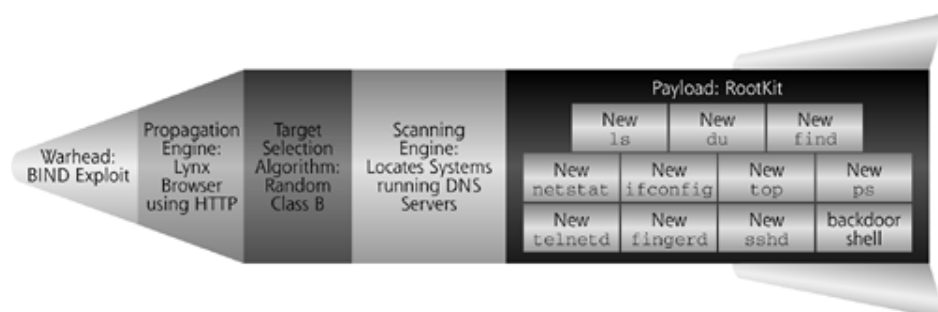 Warhead:
BIND Exploit
Propagation
Engine:
Lynx
Browser
using HTTP
Target
Selection
Algorithm:
Random
Class B
Scanning
Engine:
Locates Systems
running DNS
Servers
Payload: RootKit
New
ls
New
du
New
find
New
netstat
New
ifconfig
New
top
New
ps
New
telnetd
New
fingerd
New
sshd
backdoor
shell